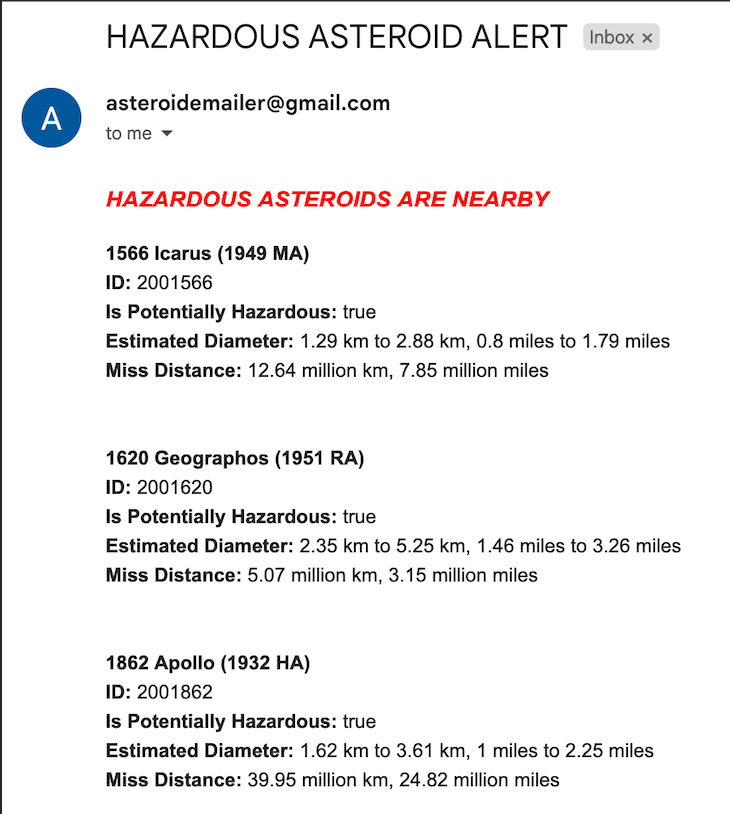 HAZARDOUS ASTEROID ALERT Inbox ×
A
asteroidemailer@gmail.com
to me
HAZARDOUS ASTEROIDS ARE NEARBY
1566 Icarus (1949 MA)
ID: 2001566
Is Potentially Hazardous: true
Estimated Diameter: 1.29 km to 2.88 km, 0.8 miles to 1.79 miles
Miss Distance: 12.64 million km, 7.85 million miles
1620 Geographos (1951 RA)
ID: 2001620
Is Potentially Hazardous: true
Estimated Diameter: 2.35 km to 5.25 km, 1.46 miles to 3.26 miles
Miss Distance: 5.07 million km, 3.15 million miles
1862 Apollo (1932 HA)
ID: 2001862
Is Potentially Hazardous: true
Estimated Diameter: 1.62 km to 3.61 km, 1 miles to 2.25 miles
Miss Distance: 39.95 million km, 24.82 million miles